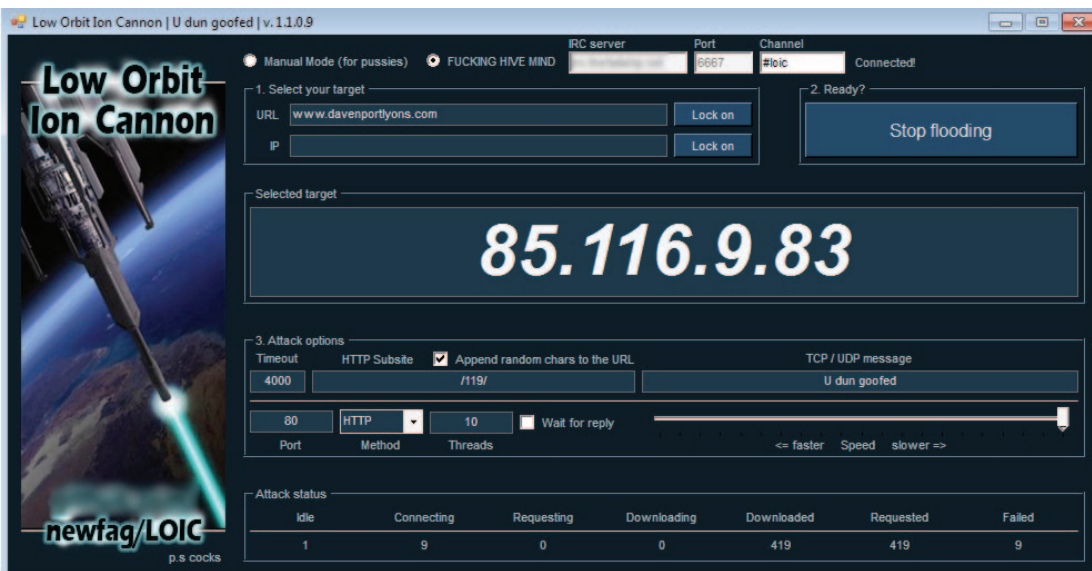 Low Orbit Ion Cannon | U dun goofed | v. 1.1.0.9
Low Orbit
Ion Cannon
IRC server
Port
Channel
Manual Mode (for pussies)
FUCKING HIVE MIND
6667
#loic
Connected!
1. Select your target
URL
www.davenportlyons.com
Lock on
IP
Lock on
2. Ready?
Stop flooding
Selected target
85.116.9.83
3. Attack options
Timeout
HTTP Subsite
Append random chars to the URL
TCP / UDP message
4000
/119/
U dun goofed
80
HTTP
10
Wait for reply
Port
Method
Threads
<= faster
Speed
slower =>
Attack status
Idle
Connecting
Requesting
Downloading
Downloaded
Requested
Failed
1
9
0
0
419
419
9
newfag/LOIC
p.s cocks